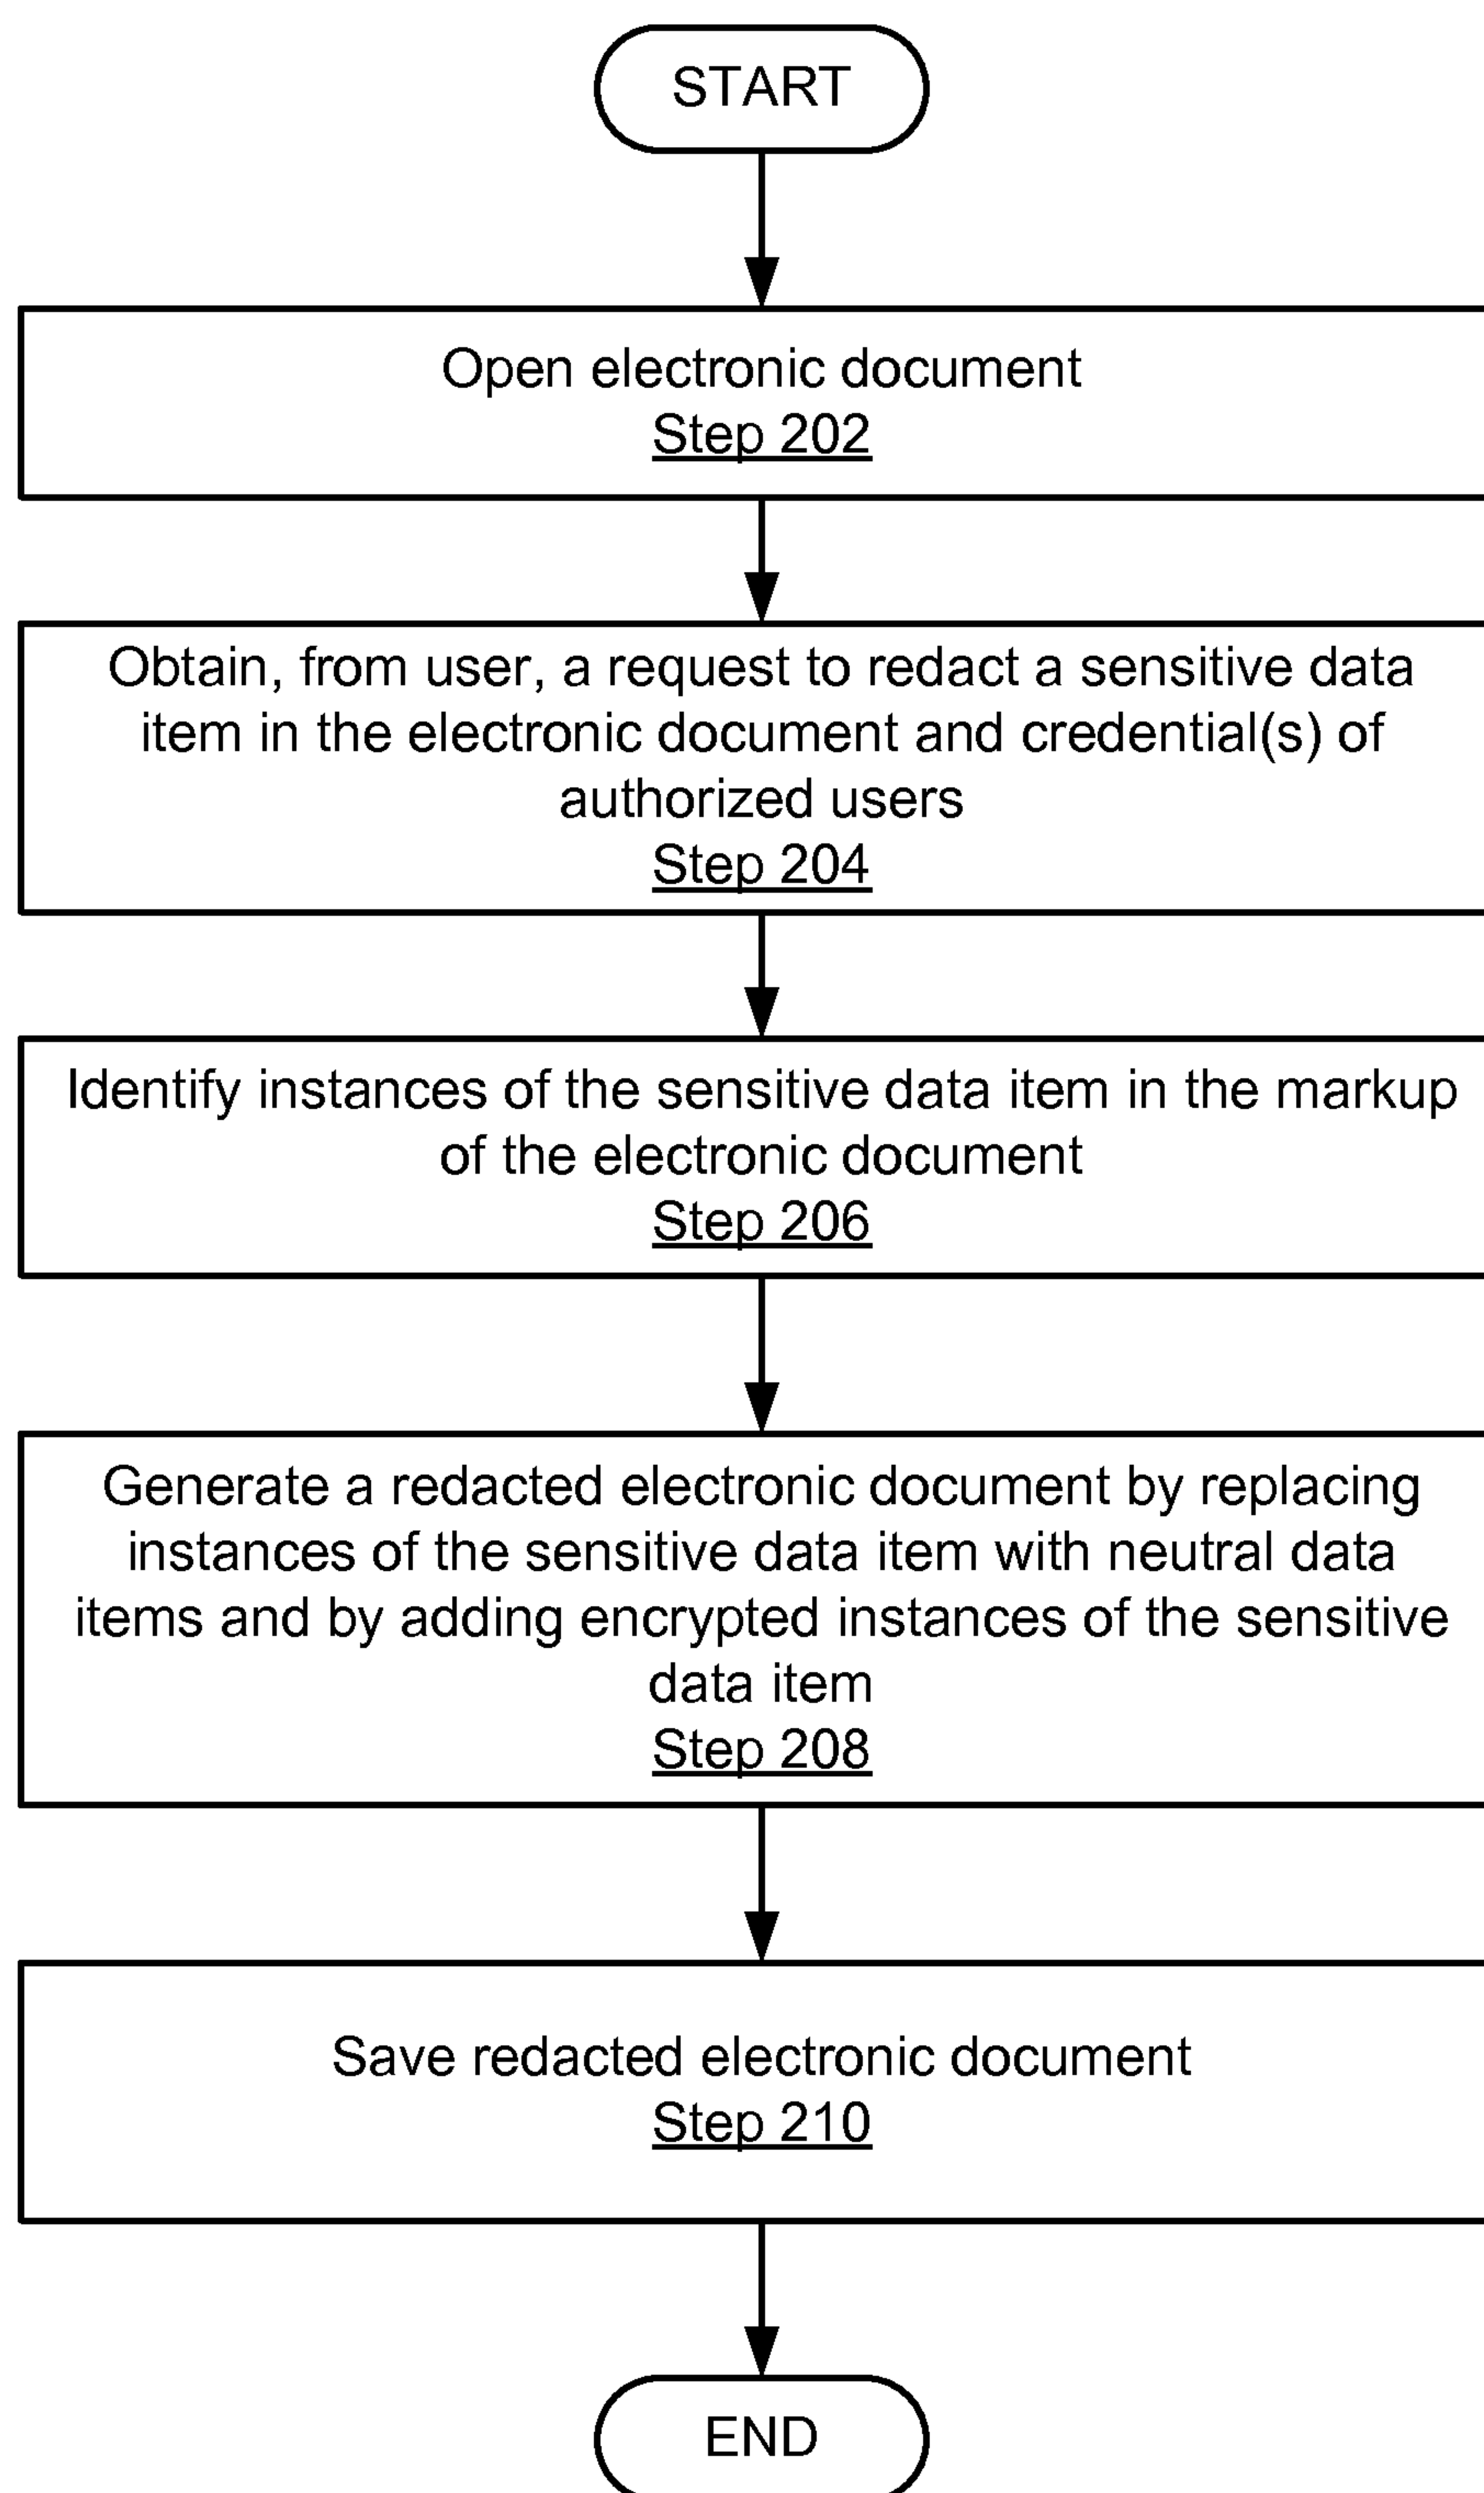 START
Open electronic document
Step 202
Obtain, from user, a request to redact a sensitive data
item in the electronic document and credential(s) of
authorized users
Step 204
Identify instances of the sensitive data item in the markup
of the electronic document
Step 206
Generate a redacted electronic document by replacing
instances of the sensitive data item with neutral data
items and by adding encrypted instances of the sensitive
data item
Step 208
Save redacted electronic document
Step 210
END